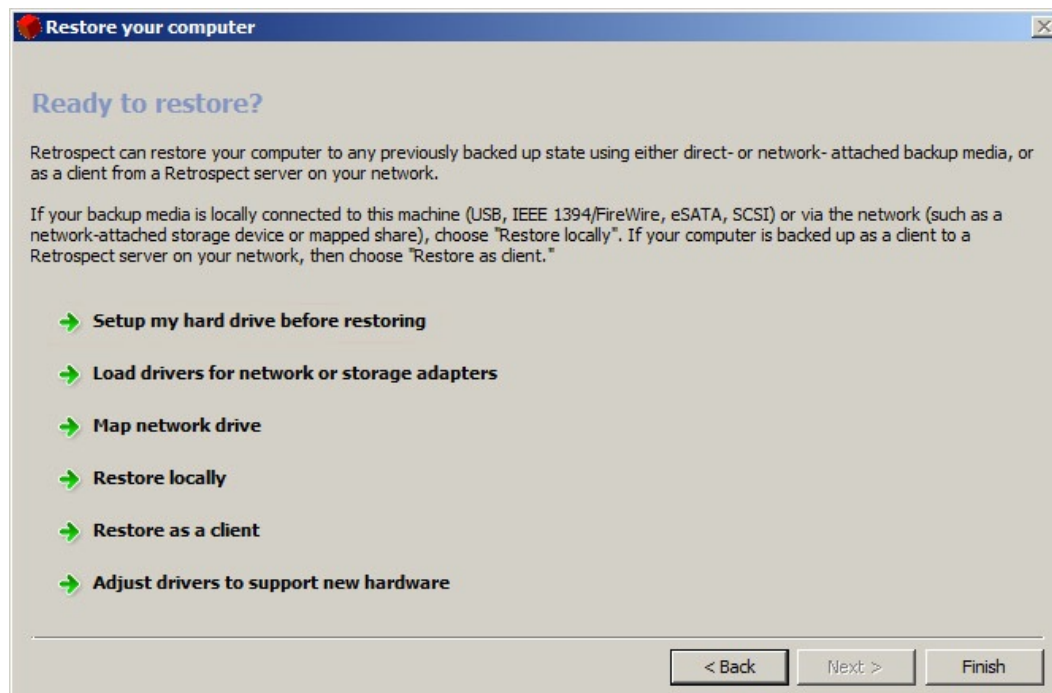 Restore your computer
Ready to restore?
Retrospect can restore your computer to any previously backed up state using either direct- or network- attached backup media, or
as a client from a Retrospect server on your network.
If your backup media is locally connected to this machine (USB, IEEE 1394/FireWire, eSATA, SCSI) or via the network (such as a
network-attached storage device or mapped share), choose "Restore locally". If your computer is backed up as a client to a
Retrospect server on your network, then choose "Restore as client."
Setup my hard drive before restoring
Load drivers for network or storage adapters
Map network drive
Restore locally
Restore as a client
Adjust drivers to support new hardware
< Back Next > Finish